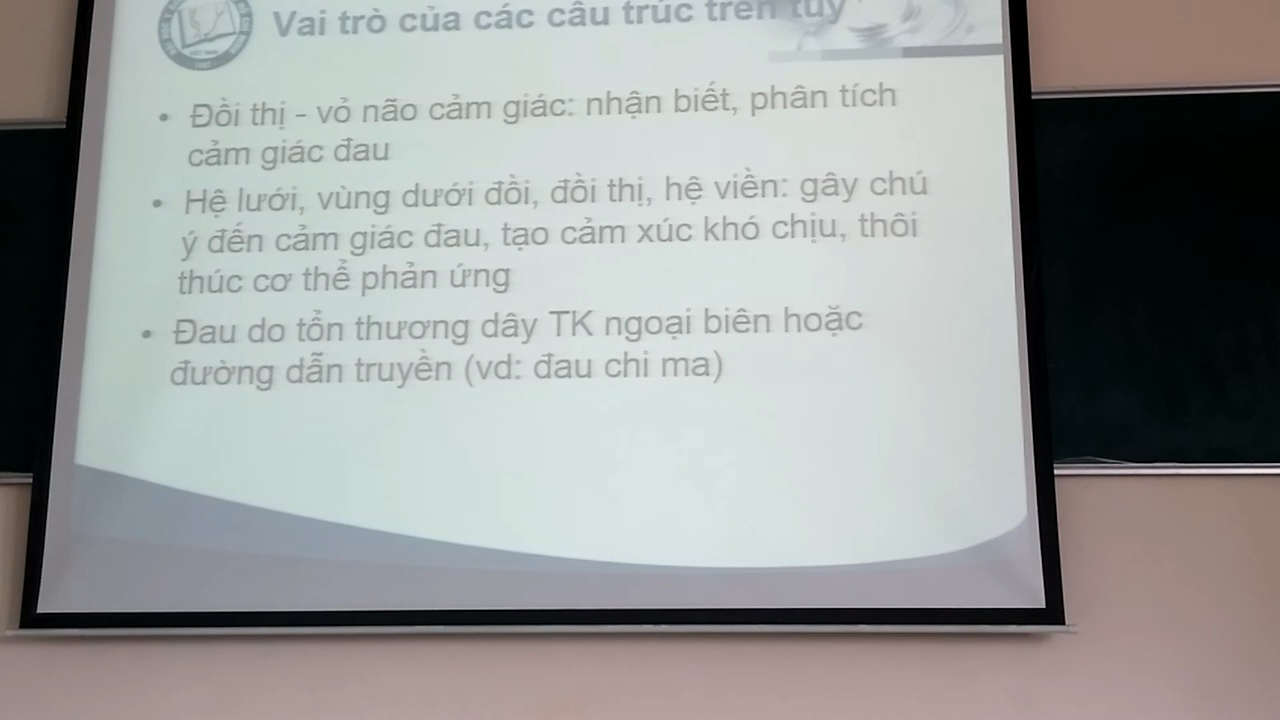 Vai trò của các cấu trúc trên tủy
• Đồi thị - vỏ não cảm giác: nhận biết, phân tích
cảm giác đau
• Hệ lưới, vùng dưới đồi, đồi thị, hệ viền: gây chú
ý đến cảm giác đau, tạo cảm xúc khó chịu, thôi
thúc cơ thể phản ứng
• Đau do tổn thương dây TK ngoại biên hoặc
đường dẫn truyền (vd: đau chi ma)